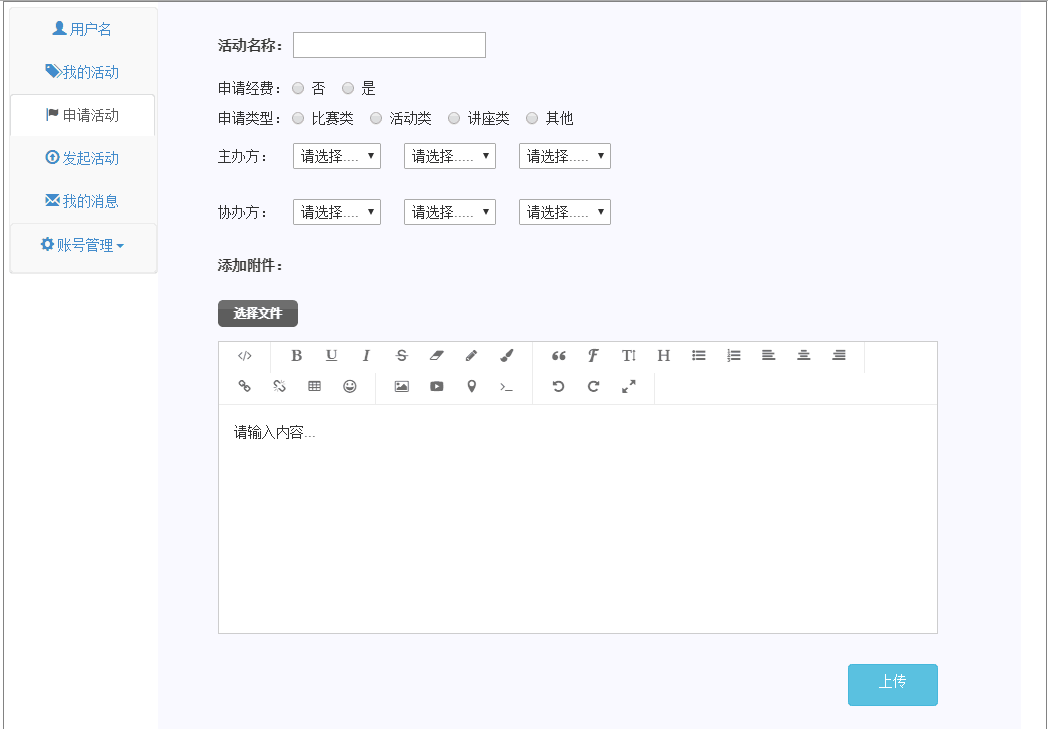 用户名
我的活动
申请活动
发起活动
我的消息
账号管理
活动名称：
申请经费： 否 是
申请类型： 比赛类 活动类 讲座类 其他
主办方： 请选择.... 请选择..... 请选择.....
协办方： 请选择.... 请选择..... 请选择.....
添加附件：
选择文件
</> B U I S F TI H
请输入内容...
上传